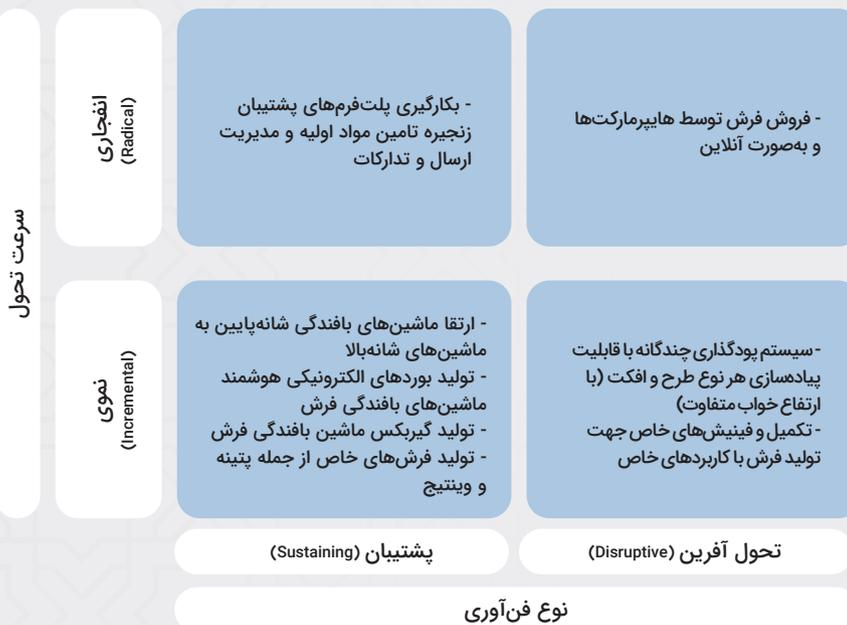 سرعت تحول
انفجاری
(Radical)
- بکارگیری پلت‌فرم‌های پشتیبان
زنجیره تامین مواد اولیه و مدیریت
ارسال و تدارکات
- فروش فرش توسط هایپرمارکت‌ها
و به‌صورت آنلاین
نموی
(Incremental)
- ارتقا ماشین‌های بافندگی شانه‌پایین به
ماشین‌های شانه‌بالا
- تولید بوردهای الکترونیکی هوشمند
ماشین‌های بافندگی فرش
- تولید گیربکس ماشین بافندگی فرش
- تولید فرش‌های خاص از جمله پتینه
و وینتیج
-سیستم پودگذاری چندگانه با قابلیت
پیاده‌سازی هر نوع طرح و افکت (با
ارتفاع خواب متفاوت)
- تکمیل و فینیش‌های خاص جهت
تولید فرش با کاربردهای خاص
پشتیبان (Sustaining)
تحول آفرین (Disruptive)
نوع فن‌آوری